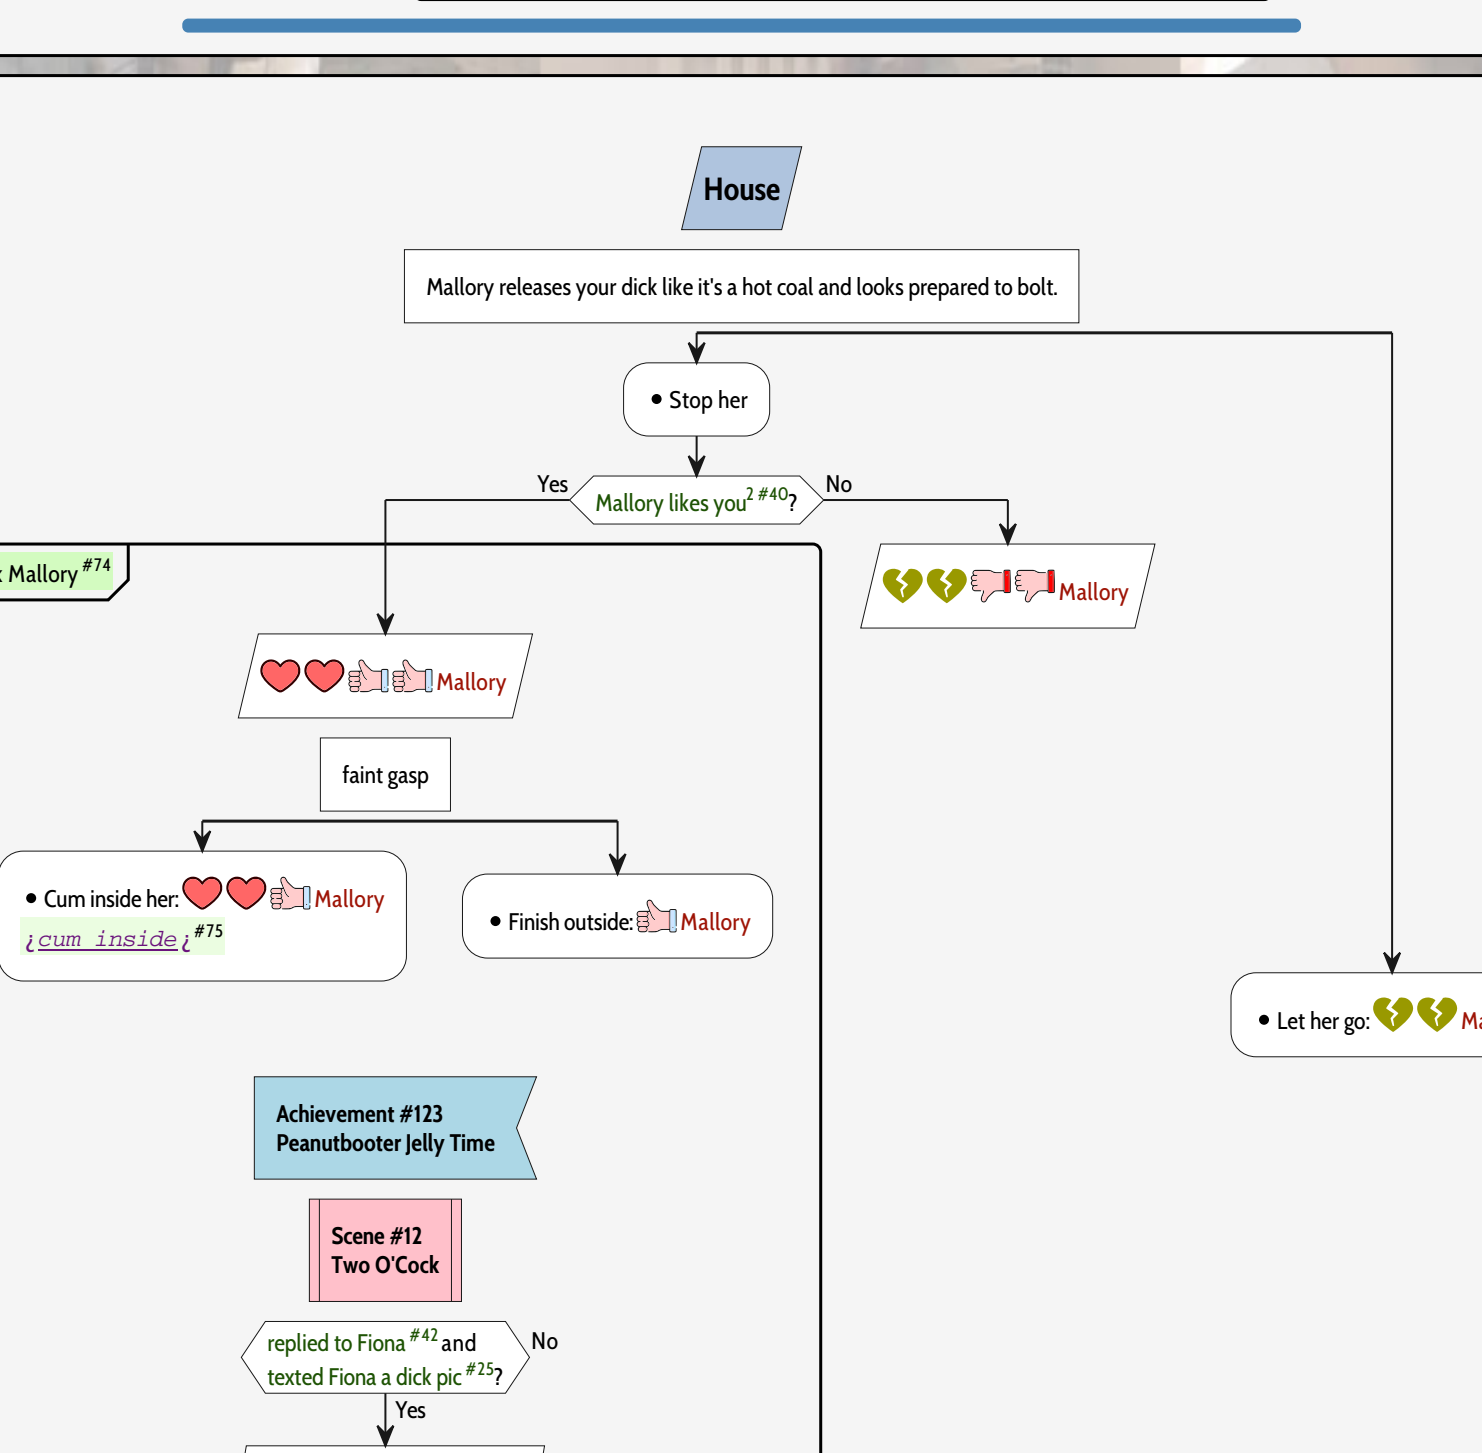 House
Mallory releases your dick like it's a hot coal and looks prepared to bolt.
• Stop her
Yes
Mallory likes you2 #40?
No
Mallory #74
Mallory
Mallory
faint gasp
• Cum inside her: Mallory
¿cum inside¿#75
• Finish outside: Mallory
• Let her go:
Achievement #123
Peanutbooter Jelly Time
Scene #12
Two O'Cock
replied to Fiona #42 and
texted Fiona a dick pic #25?
No
Yes